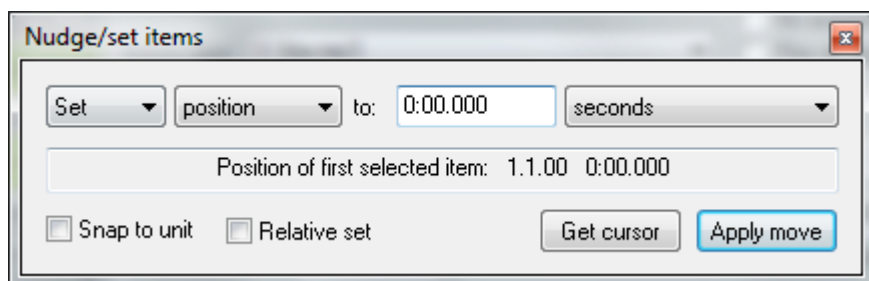 Nudge/set items
Set position to: 0:00.000 seconds
Position of first selected item: 1.1.00 0:00.000
Snap to unit Relative set Get cursor Apply move